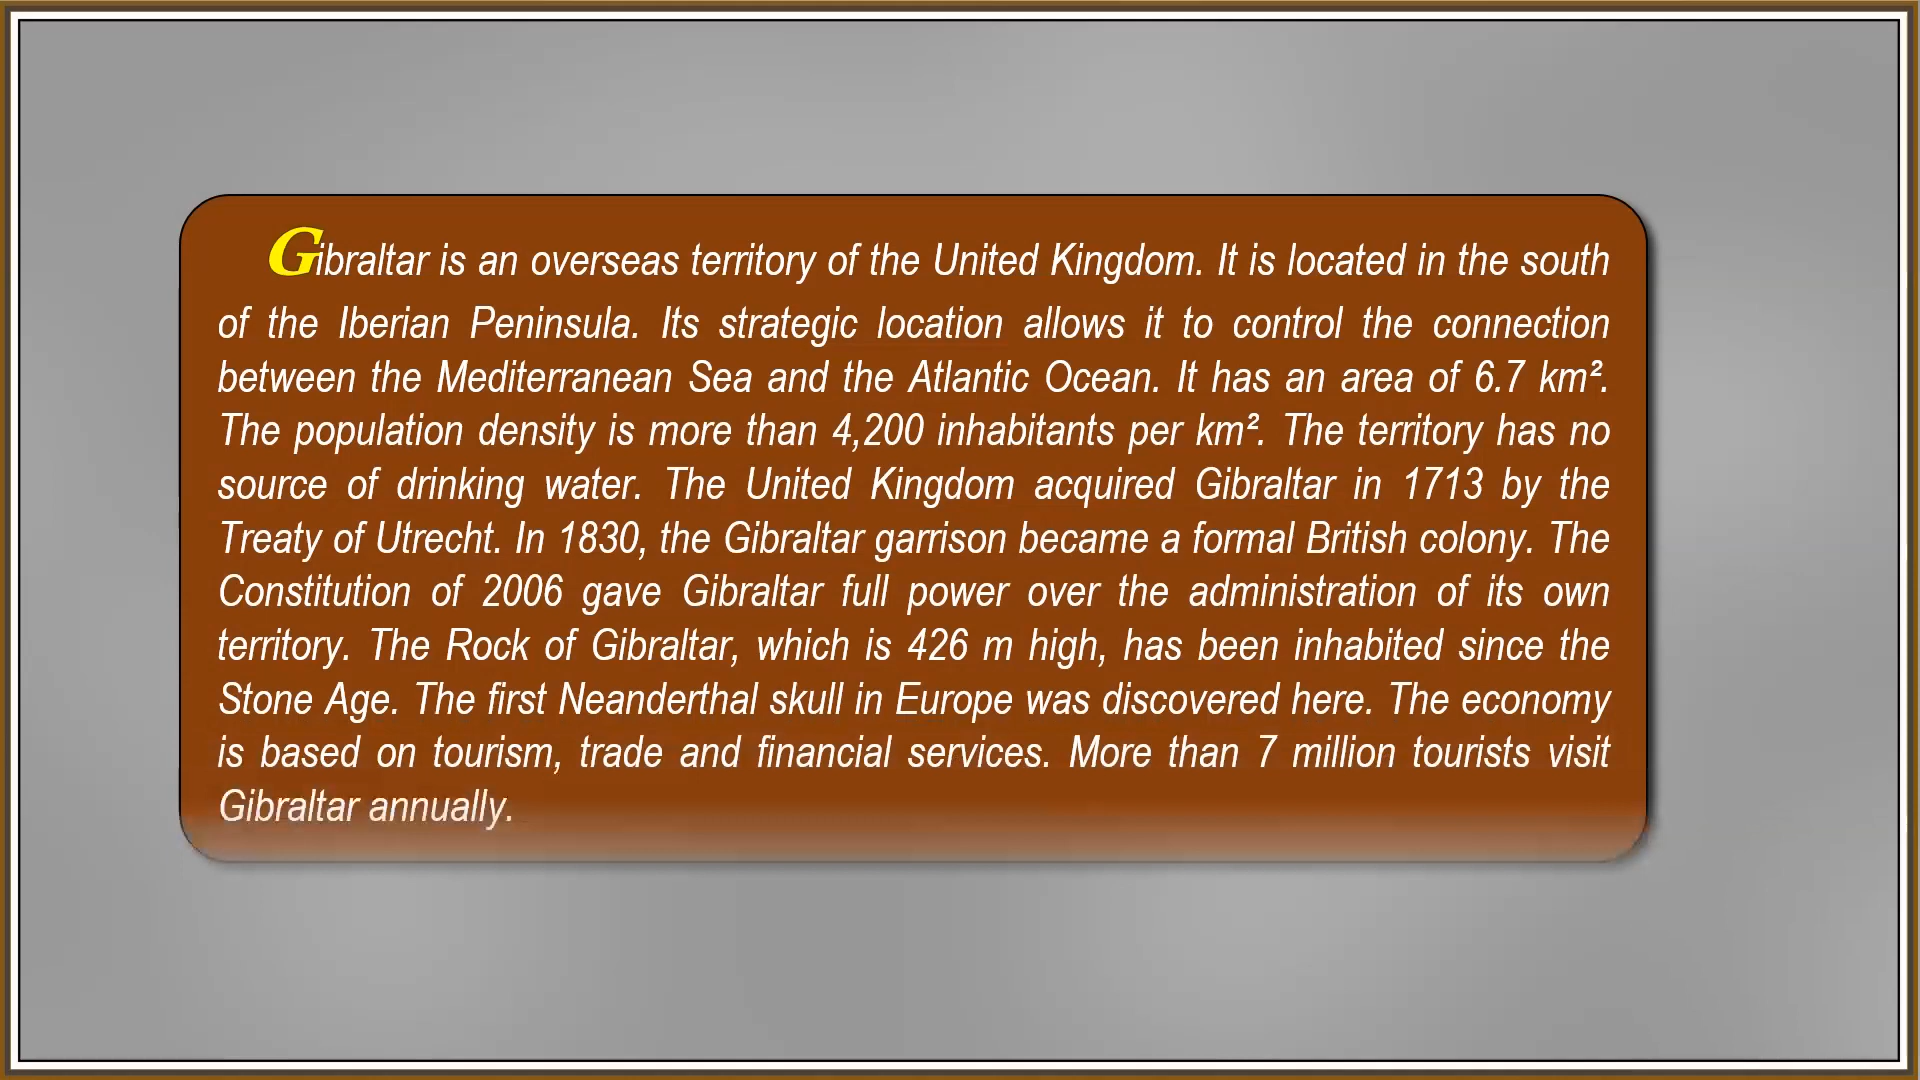 Gibraltar is an overseas territory of the United Kingdom. It is located in the south
of the Iberian Peninsula. Its strategic location allows it to control the connection
between the Mediterranean Sea and the Atlantic Ocean. It has an area of 6.7 km².
The population density is more than 4,200 inhabitants per km². The territory has no
source of drinking water. The United Kingdom acquired Gibraltar in 1713 by the
Treaty of Utrecht. In 1830, the Gibraltar garrison became a formal British colony. The
Constitution of 2006 gave Gibraltar full power over the administration of its own
territory. The Rock of Gibraltar, which is 426 m high, has been inhabited since the
Stone Age. The first Neanderthal skull in Europe was discovered here. The economy
is based on tourism, trade and financial services. More than 7 million tourists visit
Gibraltar annually.